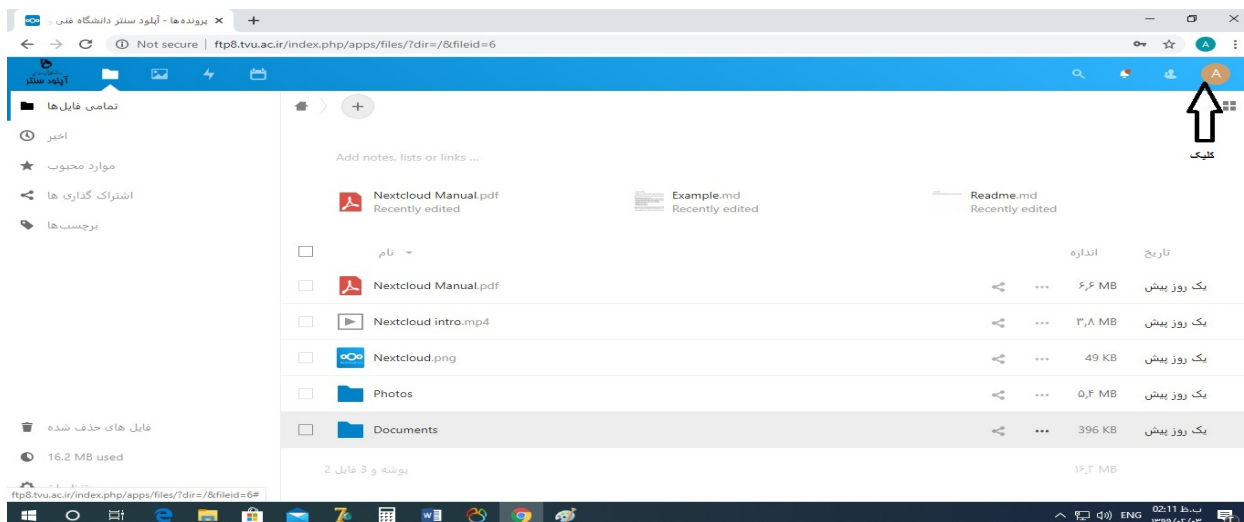 پرونده‌ها - آپلود سنتر دانشگاه فنی و
Not secure | ftp8.tvu.ac.ir/index.php/apps/files/?dir=/&fileid=6
A
آپلود سنتر
A
تمامی فایل‌ها
اخیر
موارد محبوب
اشتراک گذاری ها
برچسب‌ها
کلیک
Add notes, lists or links ...
Nextcloud Manual.pdf
Recently edited
Example.md
Recently edited
Readme.md
Recently edited
نام
اندازه
تاریخ
Nextcloud Manual.pdf ۶٫۶ MB یک روز پیش
Nextcloud intro.mp4 ۳٫۸ MB یک روز پیش
Nextcloud.png 49 KB یک روز پیش
Photos ۵٫۴ MB یک روز پیش
Documents 396 KB یک روز پیش
2 پوشه و 3 فایل
۱۶٫۲ MB
فایل های حذف شده
16.2 MB used
ftp8.tvu.ac.ir/index.php/apps/files/?dir=/&fileid=6#
ENG
02:11 ب.ظ